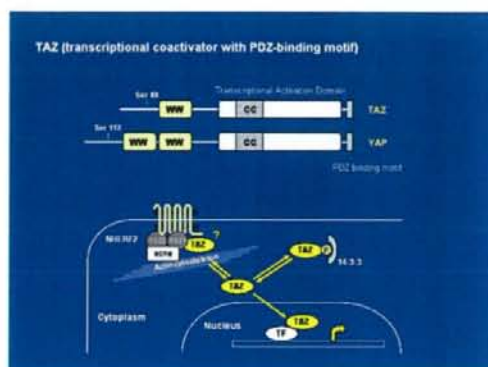 TAZ (transcriptional coactivator with PDZ-binding motif)
Transcriptional Activation Domain
Ser 89
WW
CC
TAZ
Ser 112
WW
WW
CC
YAP
PDZ binding motif
NHERF2
TAZ
?
Actin cytoskeleton
TAZ
P
14-3-3
TAZ
Cytoplasm
Nucleus
TAZ
TF